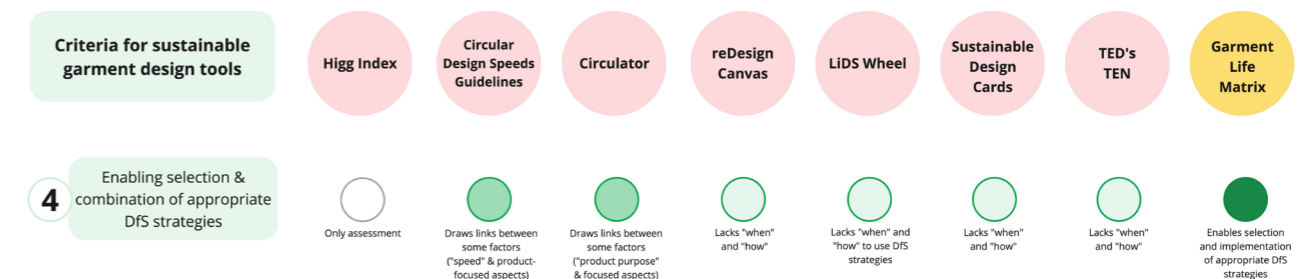 Criteria for sustainable
garment design tools
Higg Index
Circular
Design Speeds
Guidelines
Circulator
reDesign
Canvas
LiDS Wheel
Sustainable
Design
Cards
TED's
TEN
Garment
Life
Matrix
4
Enabling selection &
combination of appropriate
DfS strategies
Only assessment
Draws links between
some factors
("speed" & product-
focused aspects)
Draws links between
some factors
("product purpose"
& focused aspects)
Lacks "when"
and "how"
Lacks "when" and
"how" to use DfS
strategies
Lacks "when"
and "how"
Lacks "when"
and "how"
Enables selection
and implementation
of appropriate DfS
strategies